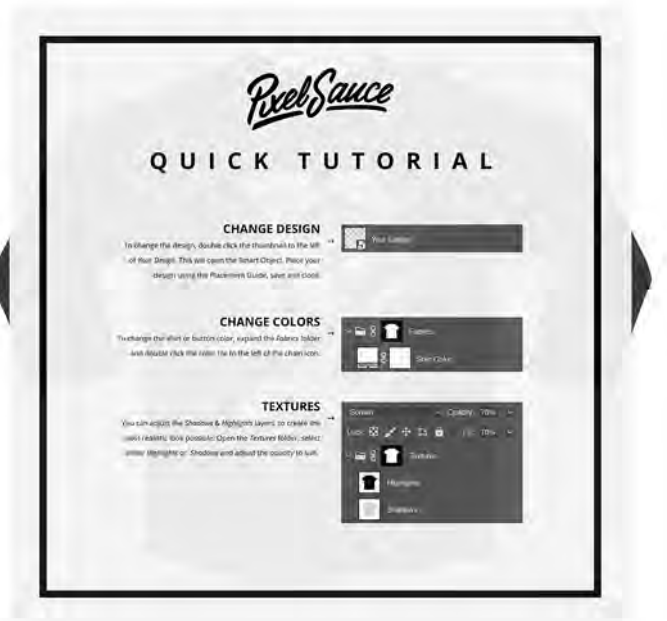 PixelSauce
QUICK TUTORIAL
CHANGE DESIGN
To change the design, double click the thumbnail to the left
of Your Design. This will open the Smart Object. Place your
design using the Placement Guide, save and close.
Your Design
CHANGE COLORS
To change the shirt or button color, expand the Fabrics folder
and double click the color tile to the left of the chain icon.
Fabrics
Shirt Color
TEXTURES
You can adjust the Shadows & Highlights layers, to create the
most realistic look possible. Open the Textures folder, select
either Highlights or Shadows and adjust the opacity to suit.
Screen Opacity: 70%
Lock: Fill: 70%
Textures
Highlights
Shadows